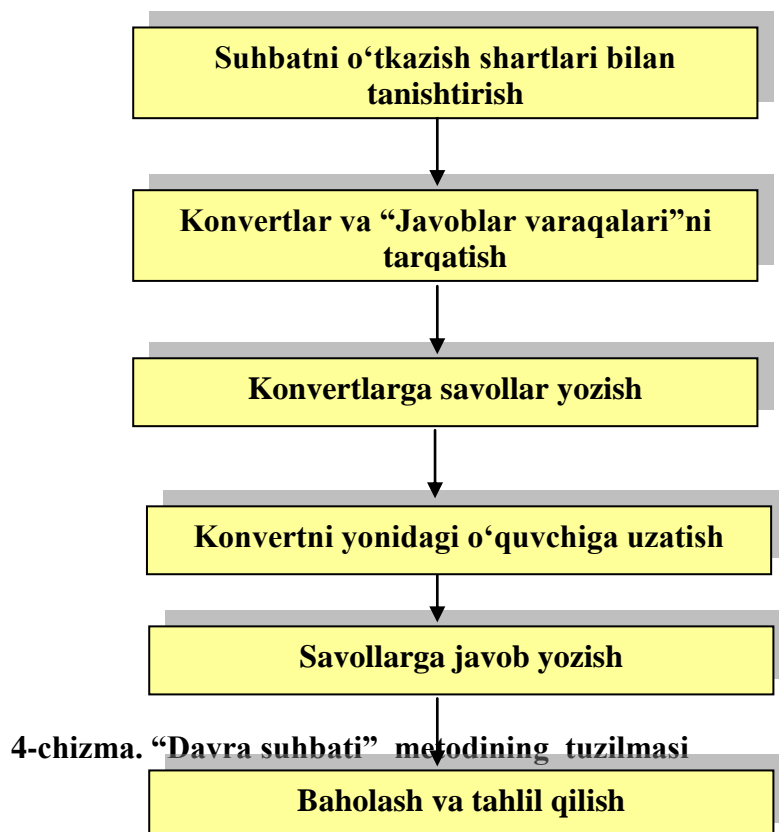 Suhbatni o‘tkazish shartlari bilan
tanishtirish
Konvertlar va “Javoblar varaqalari”ni
tarqatish
Konvertlarga savollar yozish
Konvertni yonidagi o‘quvchiga uzatish
Savollarga javob yozish
4-chizma. “Davra suhbati” metodining tuzilmasi
Baholash va tahlil qilish